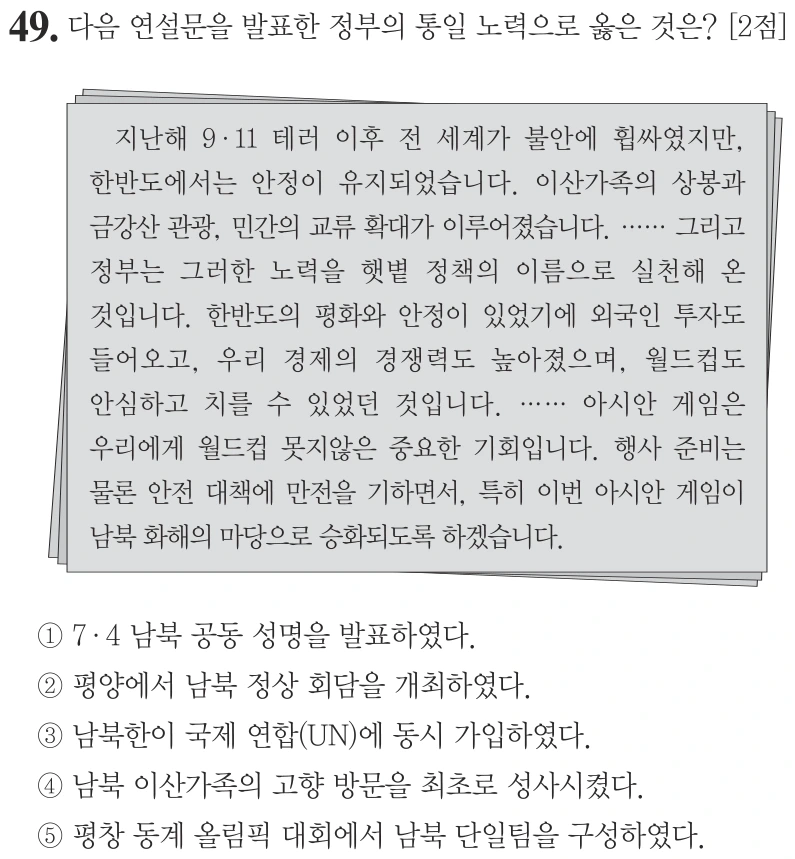 49. 다음 연설문을 발표한 정부의 통일 노력으로 옳은 것은? [2점]
지난해 9·11 테러 이후 전 세계가 불안에 휩싸였지만,
한반도에서는 안정이 유지되었습니다. 이산가족의 상봉과
금강산 관광, 민간의 교류 확대가 이루어졌습니다. …… 그리고
정부는 그러한 노력을 햇볕 정책의 이름으로 실천해 온
것입니다. 한반도의 평화와 안정이 있었기에 외국인 투자도
들어오고, 우리 경제의 경쟁력도 높아졌으며, 월드컵도
안심하고 치를 수 있었던 것입니다. …… 아시안 게임은
우리에게 월드컵 못지않은 중요한 기회입니다. 행사 준비는
물론 안전 대책에 만전을 기하면서, 특히 이번 아시안 게임이
남북 화해의 마당으로 승화되도록 하겠습니다.
① 7·4 남북 공동 성명을 발표하였다.
② 평양에서 남북 정상 회담을 개최하였다.
③ 남북한이 국제 연합(UN)에 동시 가입하였다.
④ 남북 이산가족의 고향 방문을 최초로 성사시켰다.
⑤ 평창 동계 올림픽 대회에서 남북 단일팀을 구성하였다.